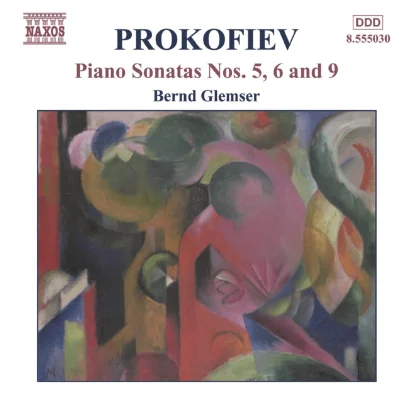 NAXOS
DDD
8.555030
PROKOFIEV
Piano Sonatas Nos. 5, 6 and 9
Bernd Glemser